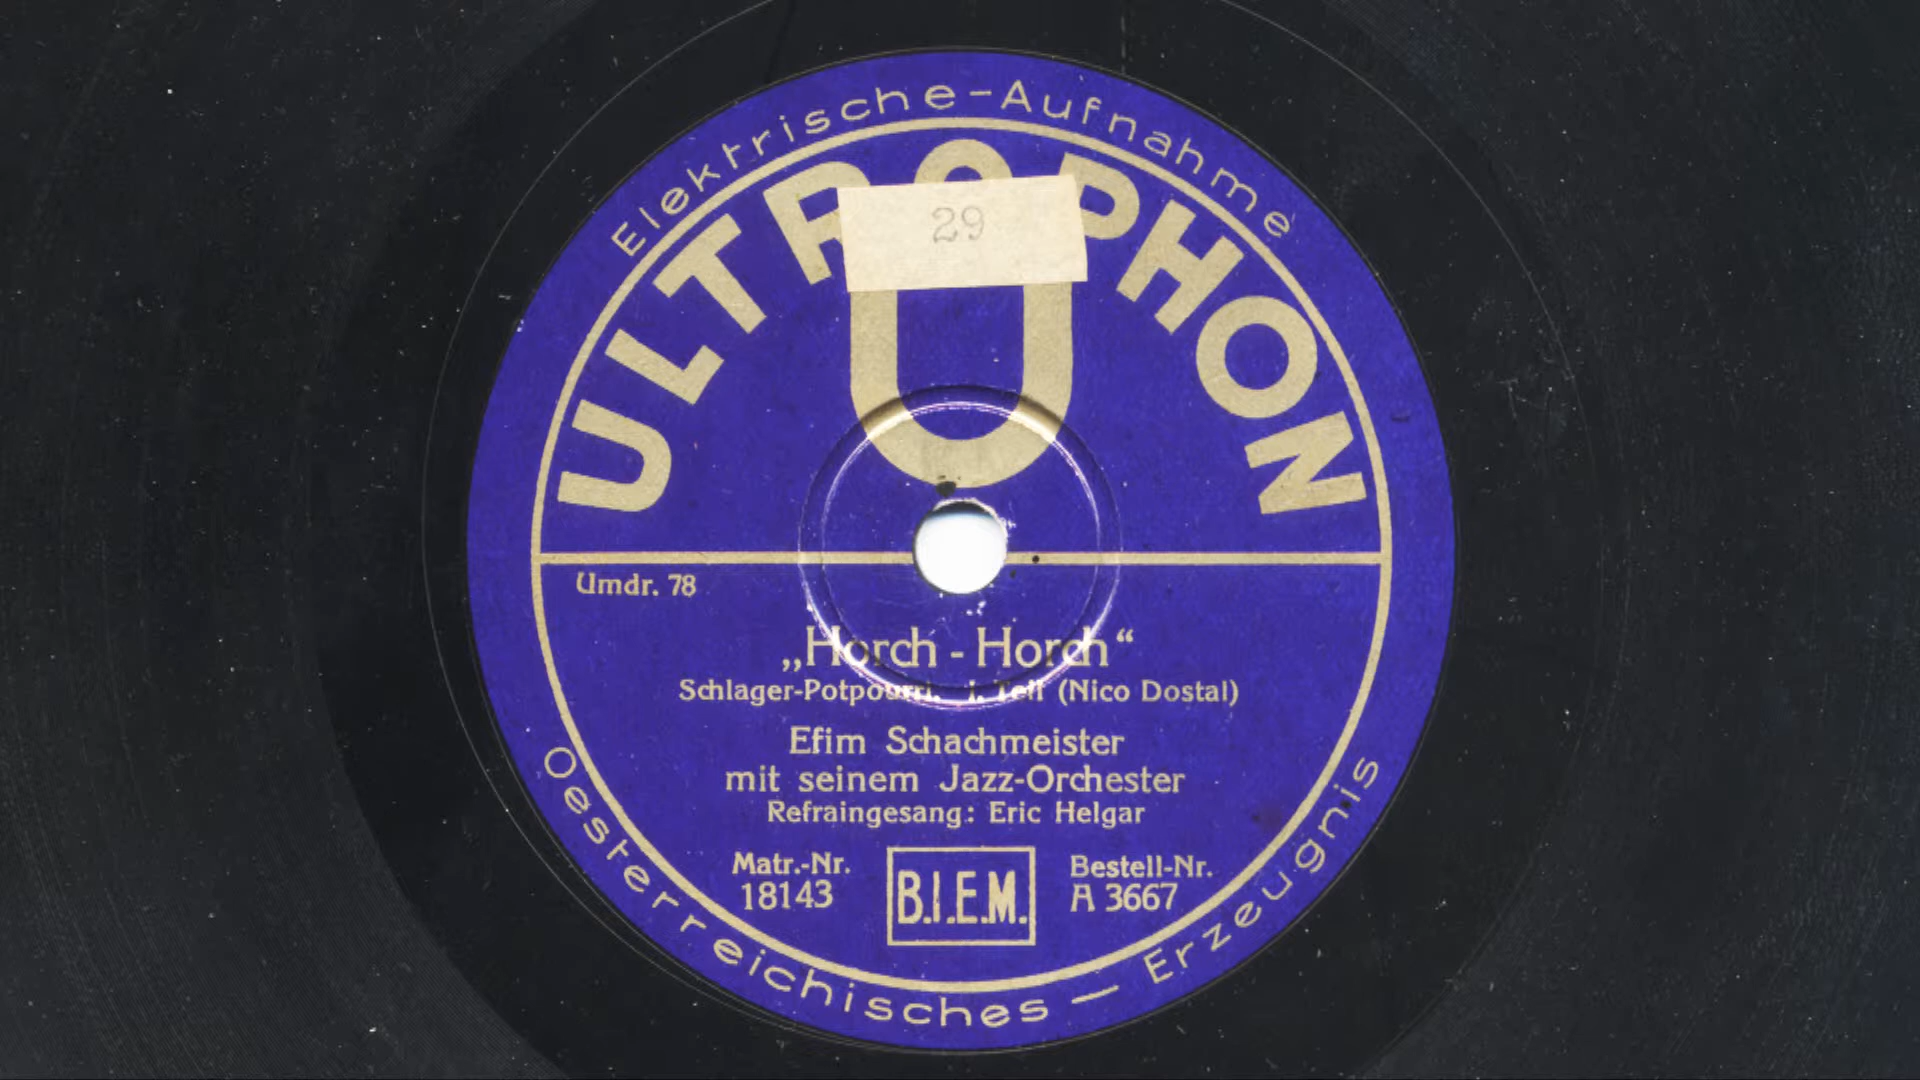 Elektrische-Aufnahme
ULTROPHON
29
U
Umdr. 78
„Horch - Horch“
Schlager-Potpourri. I. Teil (Nico Dostal)
Efim Schachmeister
mit seinem Jazz-Orchester
Refraingesang: Eric Helgar
Matr.-Nr.
18143
B.I.E.M.
Bestell-Nr.
A 3667
Oesterreichisches — Erzeugnis